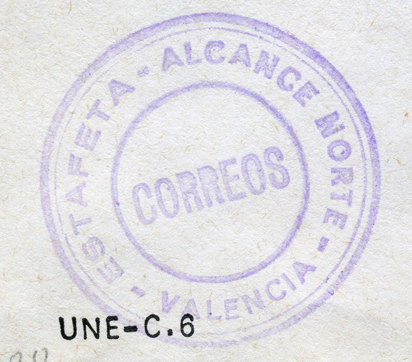 ESTAFETA - ALCANCE NORTE -
CORREOS
- VALENCIA
UNE-C.6